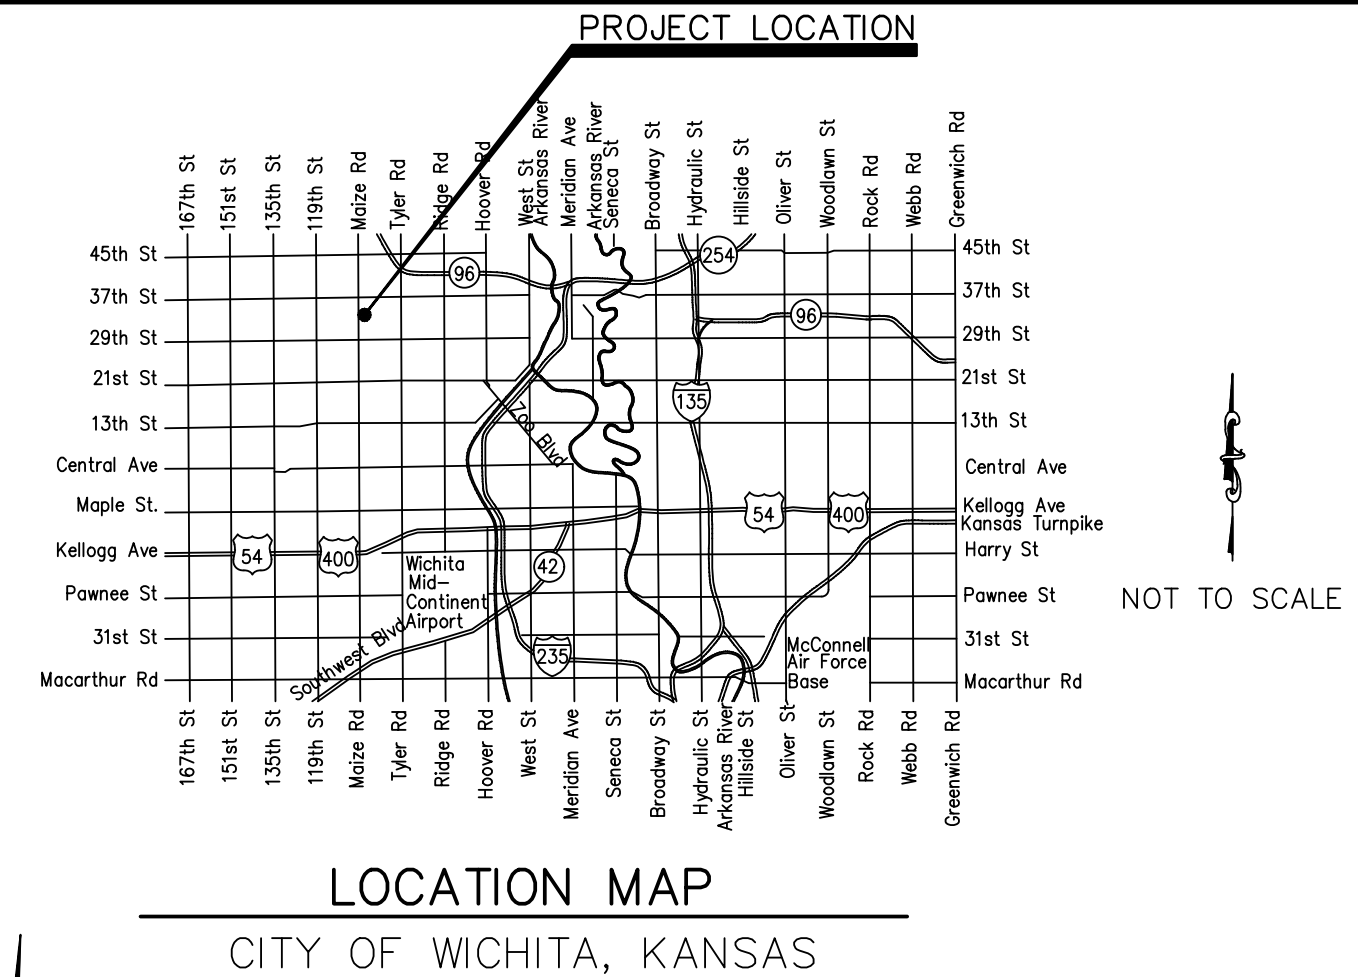 PROJECT LOCATION
167th St
151st St
135th St
119th St
Maize Rd
Tyler Rd
Ridge Rd
Hoover Rd
West St
Arkansas River
Meridian Ave
Arkansas River
Seneca St
Broadway St
Hydraulic St
Hillside St
Oliver St
Woodlawn St
Rock Rd
Webb Rd
Greenwich Rd
45th St
254
45th St
96
37th St
37th St
96
29th St
29th St
21st St
21st St
135
13th St
13th St
Zoo Blvd
Central Ave
Central Ave
Maple St.
54
400
Kellogg Ave
Kansas Turnpike
Kellogg Ave
54
400
Harry St
Wichita
Mid-
Continent
Airport
42
Pawnee St
Pawnee St
NOT TO SCALE
31st St
31st St
Southwest Blvd
235
McConnell
Air Force
Base
Macarthur Rd
Macarthur Rd
167th St
151st St
135th St
119th St
Maize Rd
Tyler Rd
Ridge Rd
Hoover Rd
West St
Meridian Ave
Seneca St
Broadway St
Hydraulic St
Arkansas River
Hillside St
Oliver St
Woodlawn St
Rock Rd
Webb Rd
Greenwich Rd
LOCATION MAP
CITY OF WICHITA, KANSAS